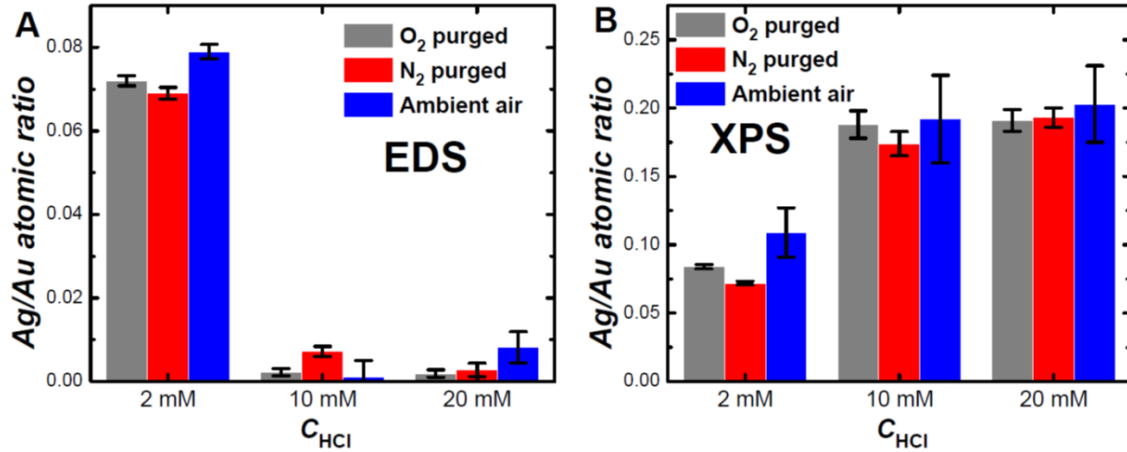 A
O₂ purged
N₂ purged
Ambient air
EDS
Ag/Au atomic ratio
0.08
0.06
0.04
0.02
0.00
2 mM 10 mM 20 mM
C_HCl
B
O₂ purged
N₂ purged
Ambient air
XPS
Ag/Au atomic ratio
0.25
0.20
0.15
0.10
0.05
0.00
2 mM 10 mM 20 mM
C_HCl